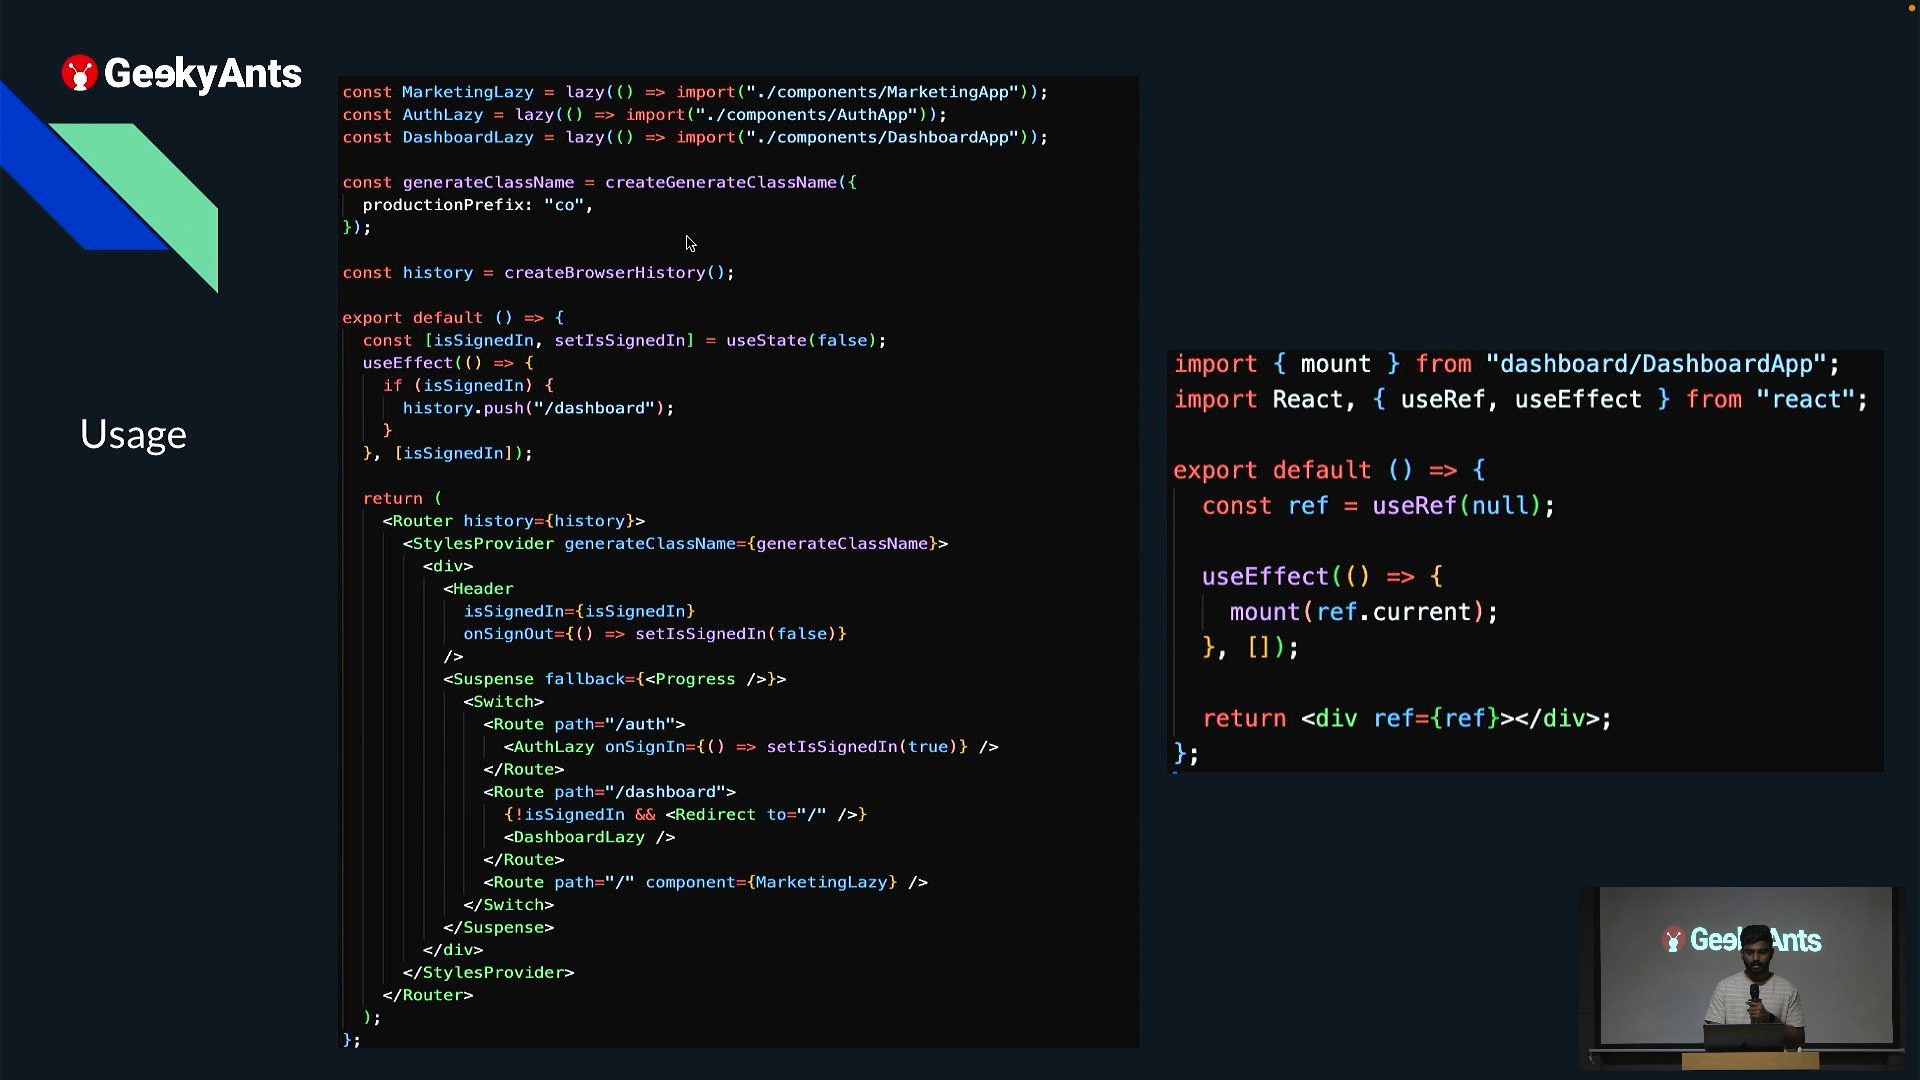 GeekyAnts
Usage
const MarketingLazy = lazy(() => import("./components/MarketingApp"));
const AuthLazy = lazy(() => import("./components/AuthApp"));
const DashboardLazy = lazy(() => import("./components/DashboardApp"));

const generateClassName = createGenerateClassName({
  productionPrefix: "co",
});

const history = createBrowserHistory();

export default () => {
  const [isSignedIn, setIsSignedIn] = useState(false);
  useEffect(() => {
    if (isSignedIn) {
      history.push("/dashboard");
    }
  }, [isSignedIn]);

  return (
    <Router history={history}>
      <StylesProvider generateClassName={generateClassName}>
        <div>
          <Header
            isSignedIn={isSignedIn}
            onSignOut={() => setIsSignedIn(false)}
          />
          <Suspense fallback={<Progress />}>
            <Switch>
              <Route path="/auth">
                <AuthLazy onSignIn={() => setIsSignedIn(true)} />
              </Route>
              <Route path="/dashboard">
                {!isSignedIn && <Redirect to="/" />}
                <DashboardLazy />
              </Route>
              <Route path="/" component={MarketingLazy} />
            </Switch>
          </Suspense>
        </div>
      </StylesProvider>
    </Router>
  );
};
import { mount } from "dashboard/DashboardApp";
import React, { useRef, useEffect } from "react";

export default () => {
  const ref = useRef(null);

  useEffect(() => {
    mount(ref.current);
  }, []);

  return <div ref={ref}></div>;
};
GeekyAnts